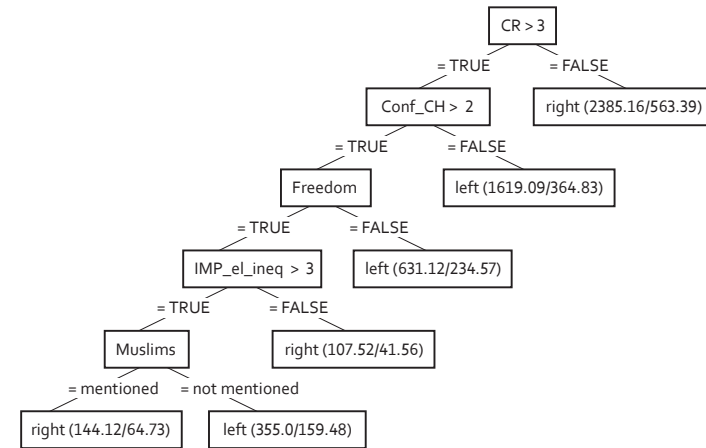 CR > 3
= TRUE = FALSE
Conf_CH > 2 right (2385.16/563.39)
= TRUE = FALSE
Freedom left (1619.09/364.83)
= TRUE = FALSE
IMP_el_ineq > 3 left (631.12/234.57)
= TRUE = FALSE
Muslims right (107.52/41.56)
= mentioned = not mentioned
right (144.12/64.73) left (355.0/159.48)